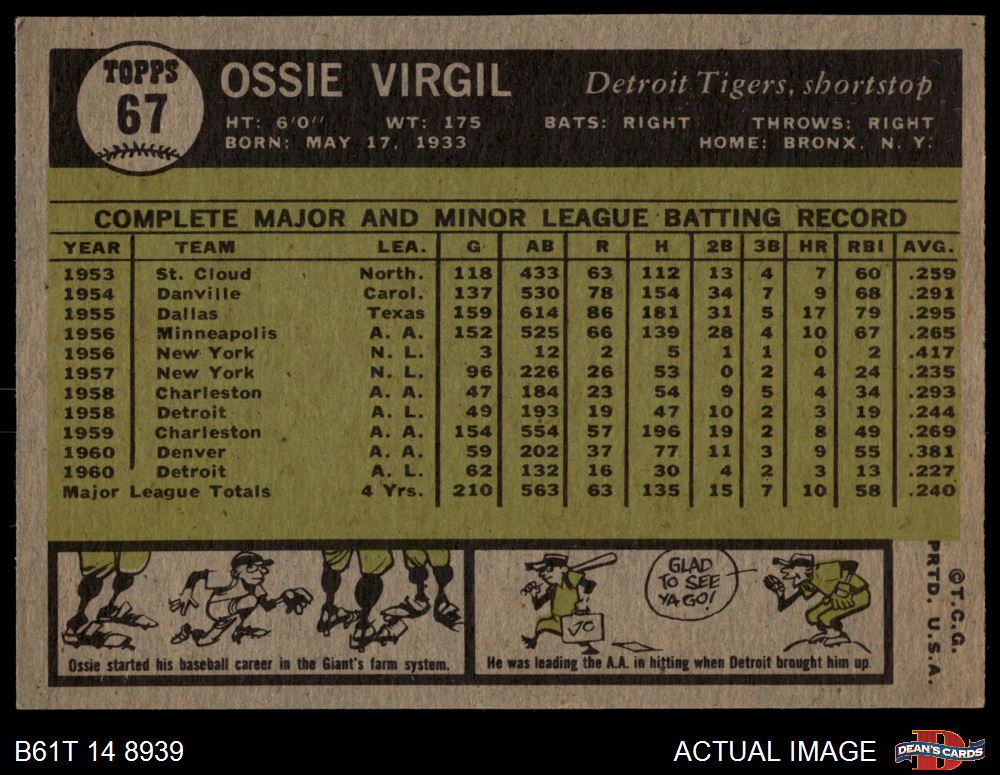 TOPPS
67
OSSIE VIRGIL Detroit Tigers, shortstop
HT: 6'0" WT: 175 BATS: RIGHT THROWS: RIGHT
BORN: MAY 17, 1933 HOME: BRONX, N. Y.
COMPLETE MAJOR AND MINOR LEAGUE BATTING RECORD
YEAR TEAM LEA. G AB R H 2B 3B HR RBI AVG.
1953 St. Cloud North. 118 433 63 112 13 4 7 60 .259
1954 Danville Carol. 137 530 78 154 34 7 9 68 .291
1955 Dallas Texas 159 614 86 181 31 5 17 79 .295
1956 Minneapolis A. A. 152 525 66 139 28 4 10 67 .265
1956 New York N. L. 3 12 2 5 1 1 0 2 .417
1957 New York N. L. 96 226 26 53 0 2 4 24 .235
1958 Charleston A. A. 47 184 23 54 9 5 4 34 .293
1958 Detroit A. L. 49 193 19 47 10 2 3 19 .244
1959 Charleston A. A. 154 554 57 196 19 2 8 49 .269
1960 Denver A. A. 59 202 37 77 11 3 9 55 .381
1960 Detroit A. L. 62 132 16 30 4 2 3 13 .227
Major League Totals 4 Yrs. 210 563 63 135 15 7 10 58 .240
Ossie started his baseball career in the Giant's farm system.
GLAD
TO SEE
YA GO!
JO
He was leading the A.A. in hitting when Detroit brought him up
©T.C.G.
PRTD. U.S.A.
B61T 14 8939 ACTUAL IMAGE
D
DEAN'S CARDS